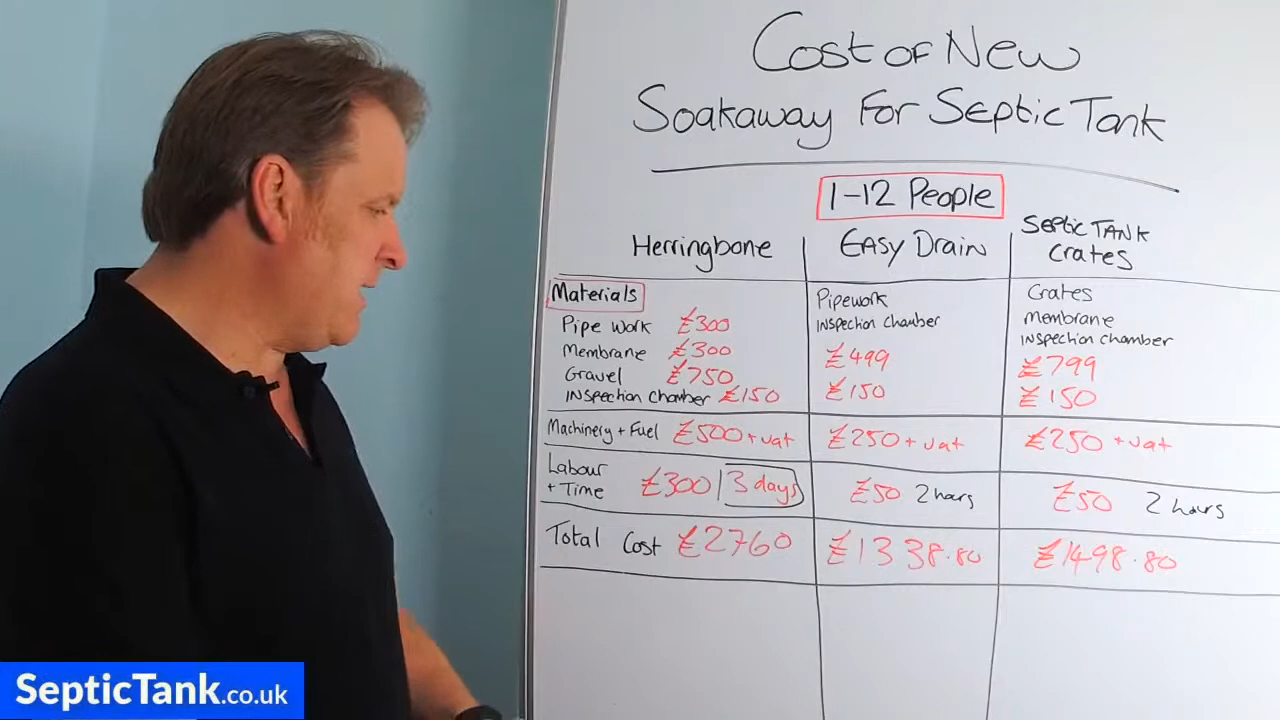 Cost of New
Soakaway For Septic Tank
1-12 People
Herringbone
EASY Drain
SEPTIC TANK
Crates
Materials
Pipe work £300
Membrane £300
Gravel £750
INSpection Chamber £150
Pipework
INSpection chamber
£499
£150
Crates
Membrane
INSpection chamber
£799
£150
Machinery + Fuel £500 + vat
£250 + vat
£250 + vat
Labour
+ Time £300 3 days
£50 2 hours
£50 2 hours
Total Cost £2760
£1338.80
£1498.80
SepticTank.co.uk